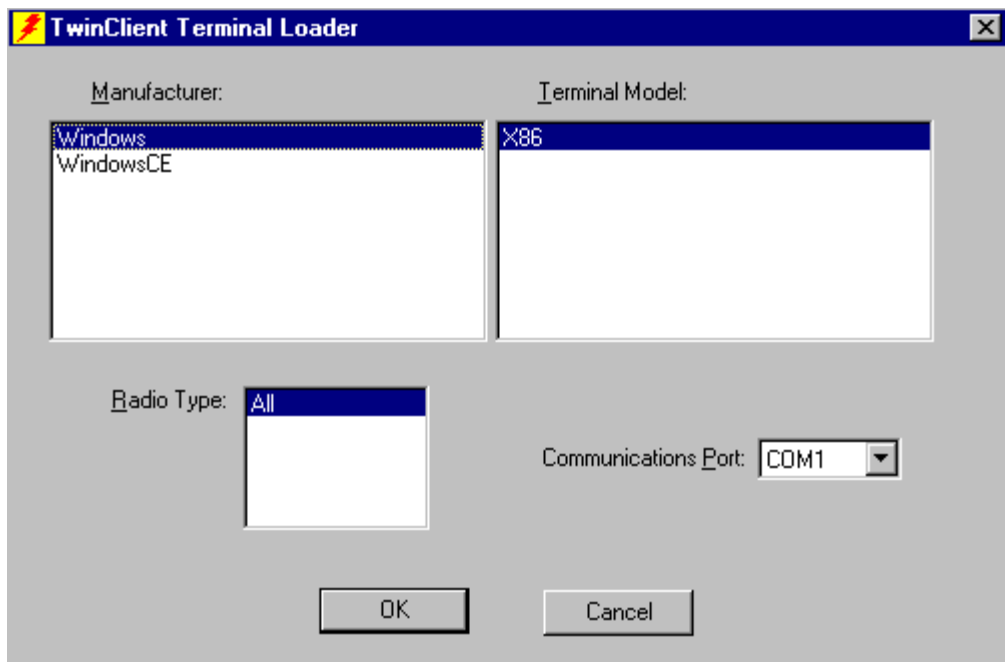 TwinClient Terminal Loader
Manufacturer:
Terminal Model:
Windows
WindowsCE
X86
Radio Type:
All
Communications Port:
COM1
OK
Cancel